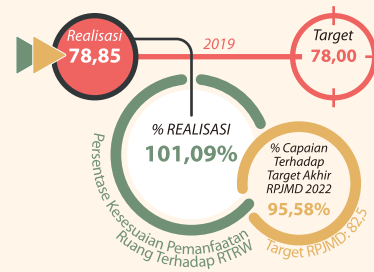 Realisasi
78,85
2019
Target
78,00
% REALISASI
101,09%
% Capaian
Terhadap
Target Akhir
RPJMD 2022
95,58%
Persentase Kesesuaian Pemanfaatan
Ruang Terhadap RTRW
Target RPJMD: 82,5